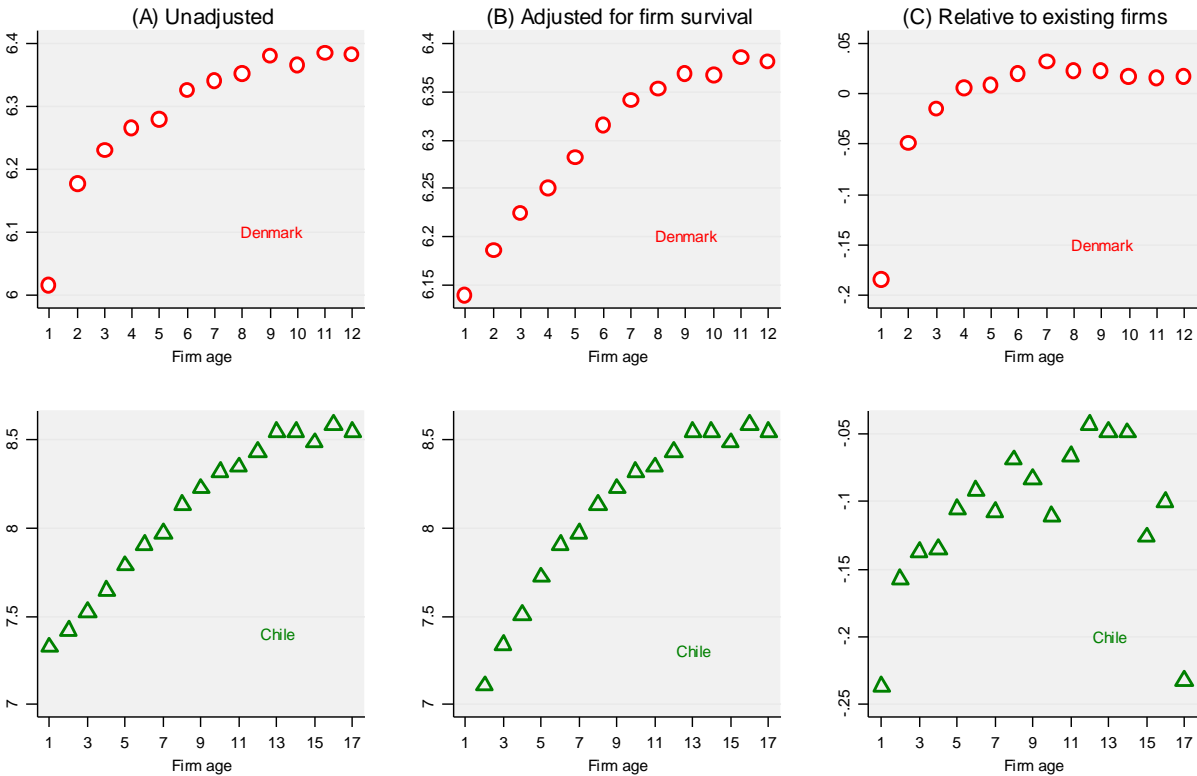 (A) Unadjusted
6.4
6.3
6.2
6.1
6
Denmark
1 2 3 4 5 6 7 8 9 10 11 12
Firm age
(B) Adjusted for firm survival
6.4
6.35
6.3
6.25
6.2
6.15
Denmark
1 2 3 4 5 6 7 8 9 10 11 12
Firm age
(C) Relative to existing firms
.05
0
-.05
-.1
-.15
-.2
Denmark
1 2 3 4 5 6 7 8 9 10 11 12
Firm age
8.5
8
7.5
7
Chile
1 3 5 7 9 11 13 15 17
Firm age
8.5
8
7.5
7
Chile
1 3 5 7 9 11 13 15 17
Firm age
-.05
-.1
-.15
-.2
-.25
Chile
1 3 5 7 9 11 13 15 17
Firm age